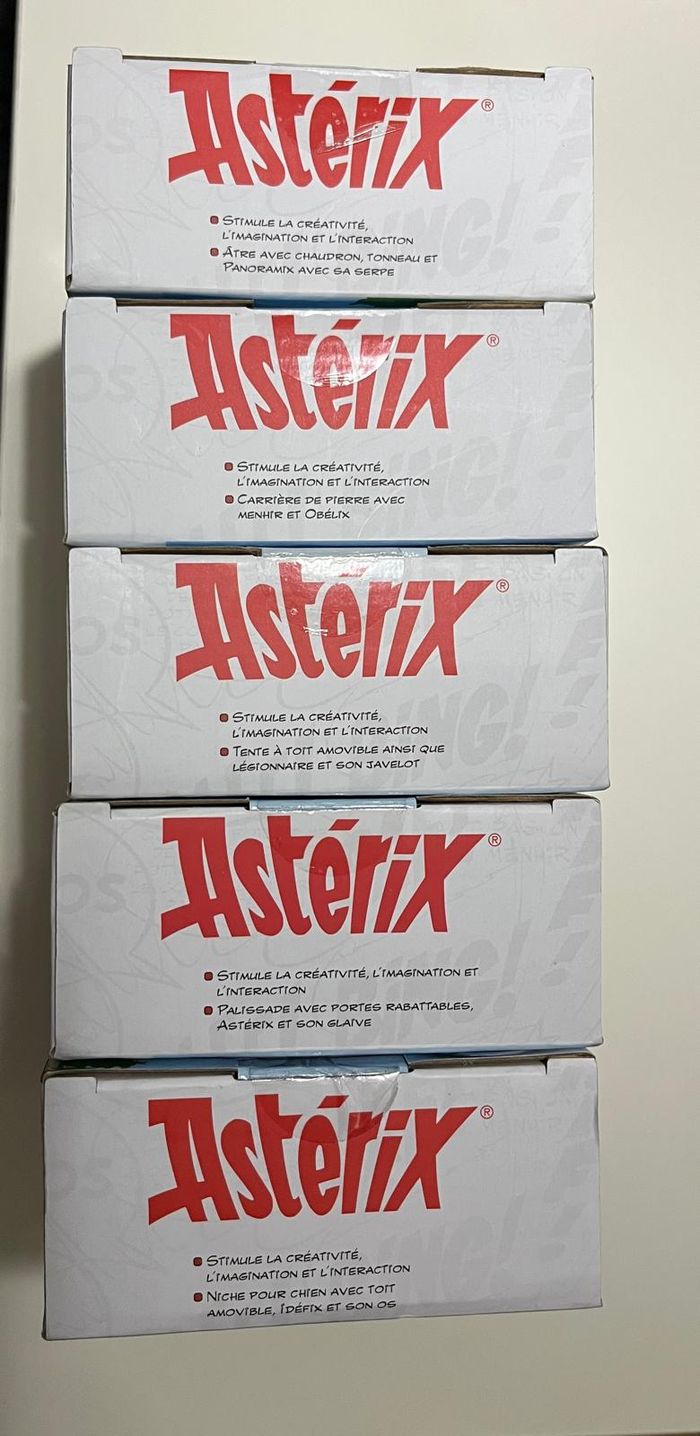 Astérix®
STIMULE LA CRÉATIVITÉ,
L'IMAGINATION ET L'INTERACTION
ÂTRE AVEC CHAUDRON, TONNEAU ET
PANORAMIX AVEC SA SERPE
Astérix®
STIMULE LA CRÉATIVITÉ,
L'IMAGINATION ET L'INTERACTION
CARRIÈRE DE PIERRE AVEC
MENHIR ET OBÉLIX
Astérix®
STIMULE LA CRÉATIVITÉ,
L'IMAGINATION ET L'INTERACTION
TENTE À TOIT AMOVIBLE AINSI QUE
LÉGIONNAIRE ET SON JAVELOT
Astérix®
STIMULE LA CRÉATIVITÉ, L'IMAGINATION ET
L'INTERACTION
PALISSADE AVEC PORTES RABATTABLES,
ASTÉRIX ET SON GLAIVE
Astérix®
STIMULE LA CRÉATIVITÉ,
L'IMAGINATION ET L'INTERACTION
NICHE POUR CHIEN AVEC TOIT
AMOVIBLE, IDÉFIX ET SON OS